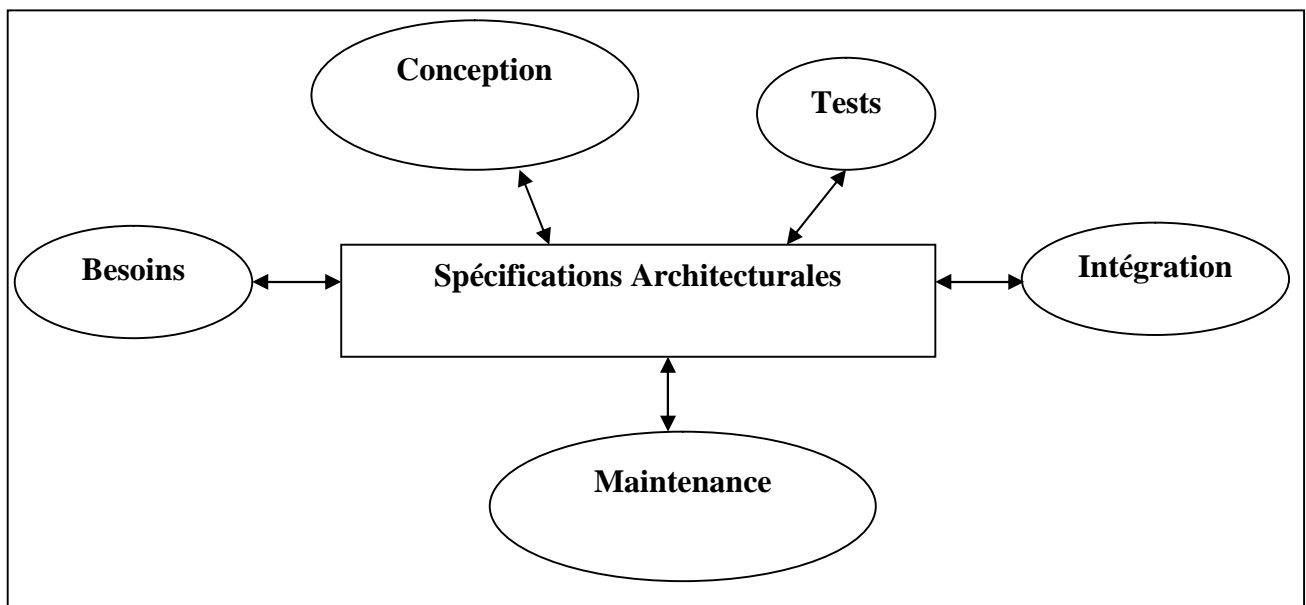 Conception
Tests
Besoins
Spécifications Architecturales
Intégration
Maintenance